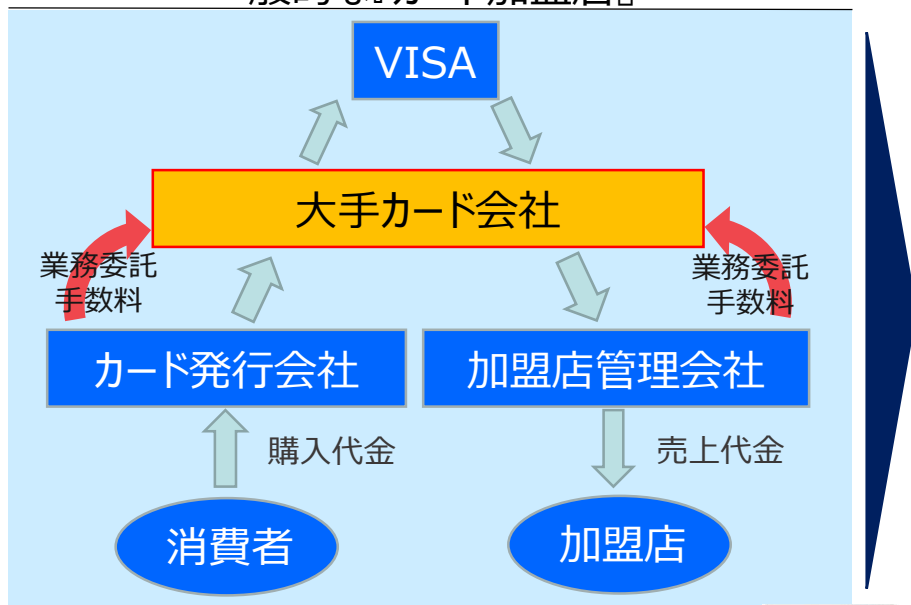 VISA
大手カード会社
業務委託
手数料
業務委託
手数料
カード発行会社
加盟店管理会社
購入代金
売上代金
消費者
加盟店